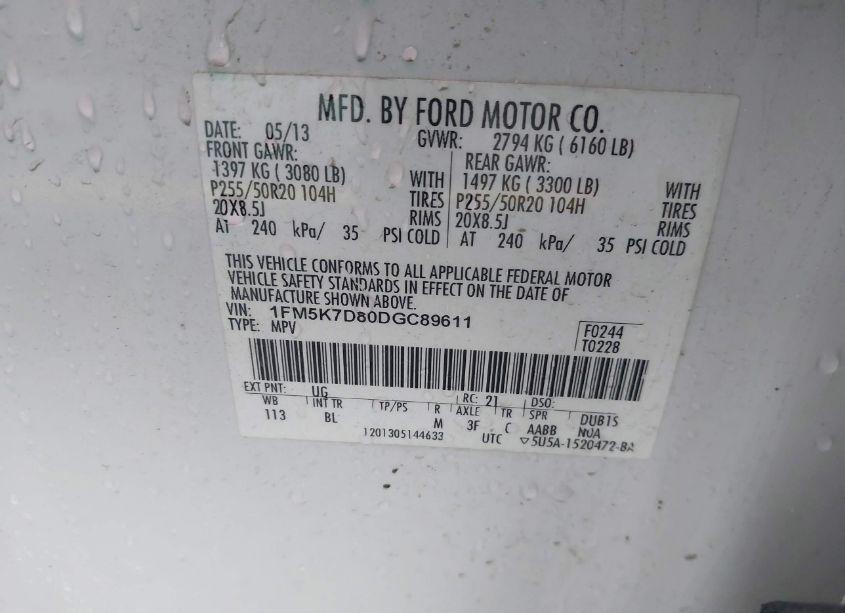 MFD. BY FORD MOTOR CO.
DATE: 05/13 GVWR: 2794 KG ( 6160 LB)
FRONT GAWR: REAR GAWR:
1397 KG ( 3080 LB) WITH 1497 KG ( 3300 LB) WITH
P255/50R20 104H TIRES P255/50R20 104H TIRES
20X8.5J RIMS 20X8.5J RIMS
AT 240 kPa/ 35 PSI COLD AT 240 kPa/ 35 PSI COLD
THIS VEHICLE CONFORMS TO ALL APPLICABLE FEDERAL MOTOR
VEHICLE SAFETY STANDARDS IN EFFECT ON THE DATE OF
MANUFACTURE SHOWN ABOVE.
VIN: 1FM5K7D80DGC89611
TYPE: MPV
F0244
T0228
EXT PNT: UG RC: 21 DSO:
WB INT TR TP/PS R AXLE TR SPR DUB1S
113 BL M 3F C AABB NUA
1201305144633 UTC ▽5U5A-1520472-BA